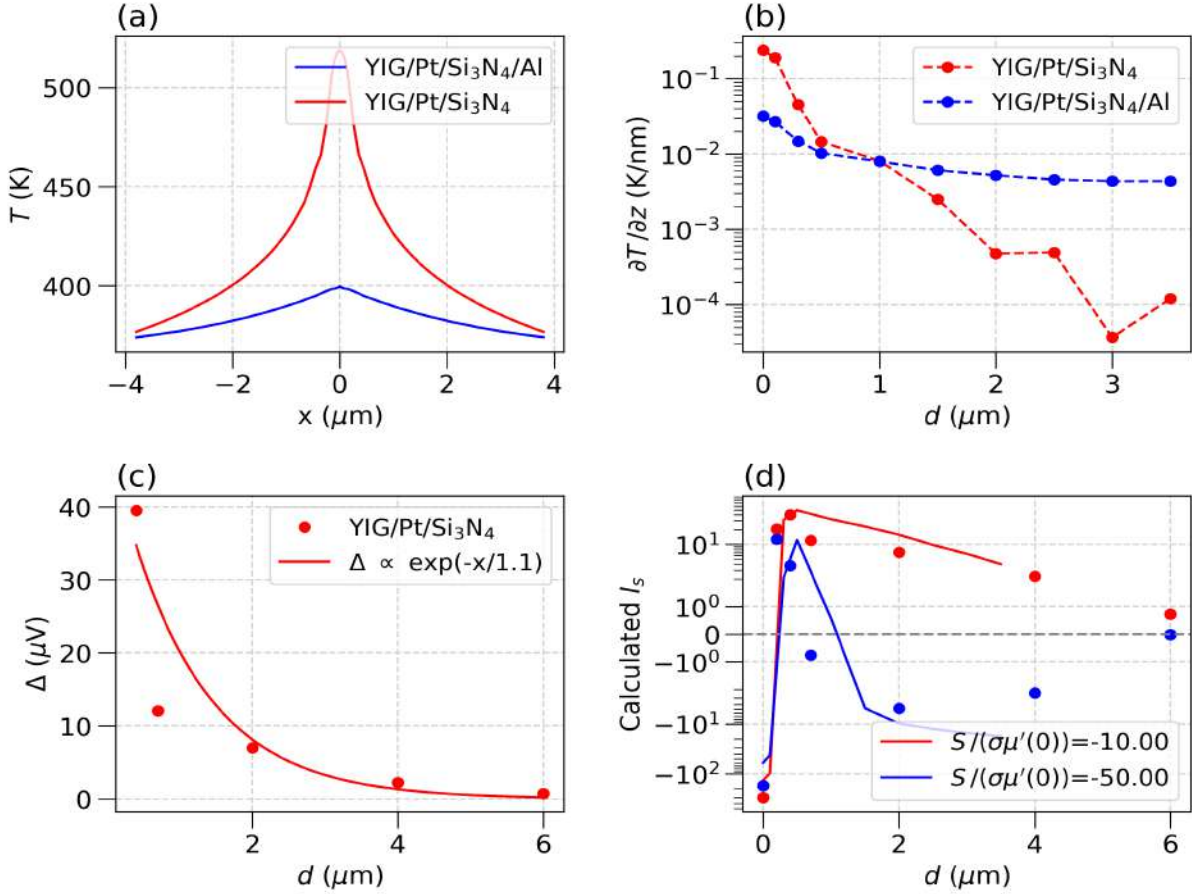 (a)
500
450
400
T (K)
−4
−2
0
2
4
x (μm)
YIG/Pt/Si₃N₄/Al
YIG/Pt/Si₃N₄
(b)
10⁻¹
10⁻²
10⁻³
10⁻⁴
∂T/∂z (K/nm)
0
1
2
3
d (μm)
YIG/Pt/Si₃N₄
YIG/Pt/Si₃N₄/Al
(c)
40
30
20
10
0
Δ (μV)
2
4
6
d (μm)
YIG/Pt/Si₃N₄
Δ ∝ exp(-x/1.1)
(d)
10¹
10⁰
0
−10⁰
−10¹
−10²
Calculated Iₛ
0
2
4
6
d (μm)
S/(σμ'(0))=-10.00
S/(σμ'(0))=-50.00